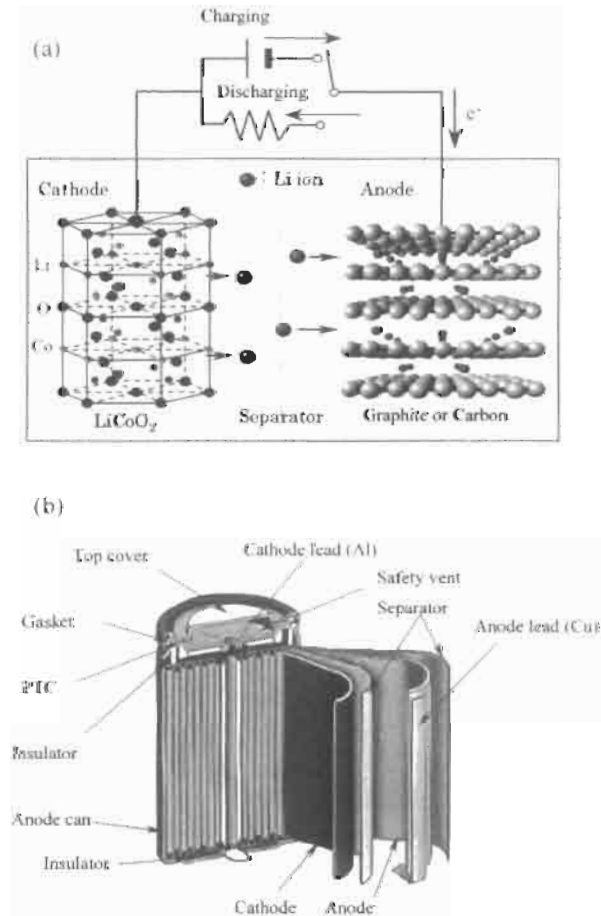 (a)
Charging
Discharging
e-
Cathode
: Li ion
Anode
Li
O
Co
LiCoO₂
Separator
Graphite or Carbon
(b)
Top cover
Cathode lead (Al)
Safety vent
Separator
Gasket
Anode lead (Cu)
PTC
Insulator
Anode can
Insulator
Cathode
Anode